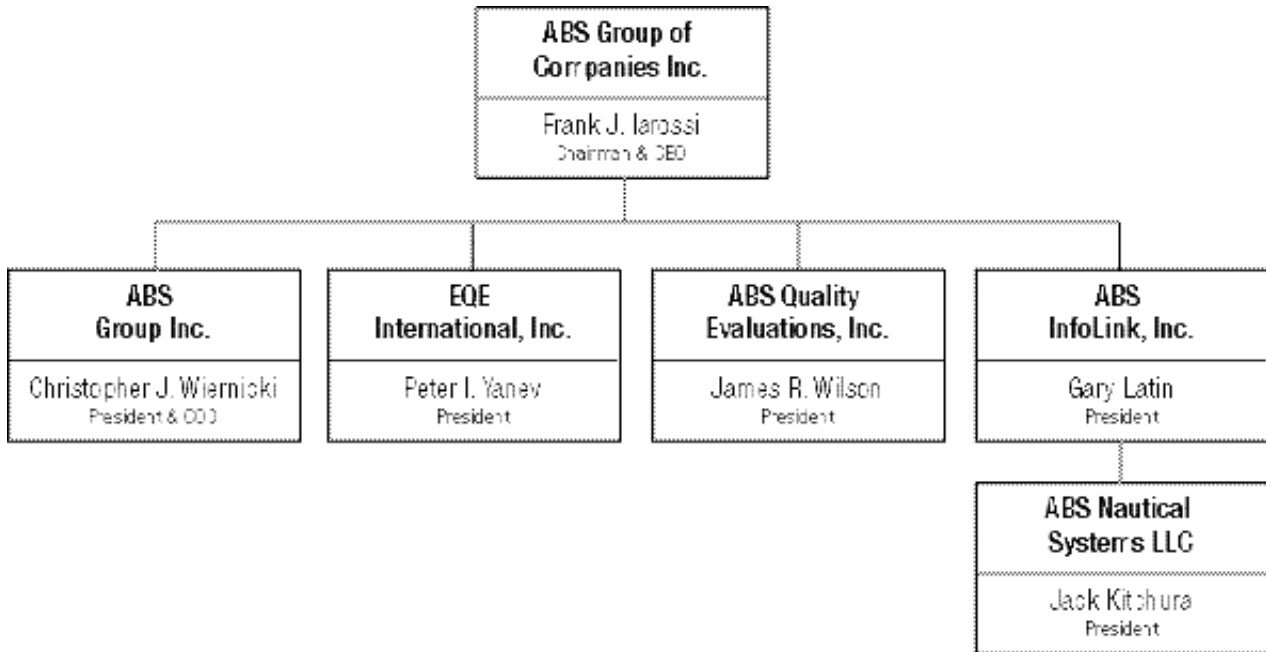 ABS Group of
Companies Inc.
Frank J. Iarossi
Chairman & CEO
ABS
Group Inc.
Christopher J. Wiernicki
President & COO
EQE
International, Inc.
Peter I. Yanev
President
ABS Quality
Evaluations, Inc.
James R. Wilson
President
ABS
InfoLink, Inc.
Gary Latin
President
ABS Nautical
Systems LLC
Jack Kitchura
President